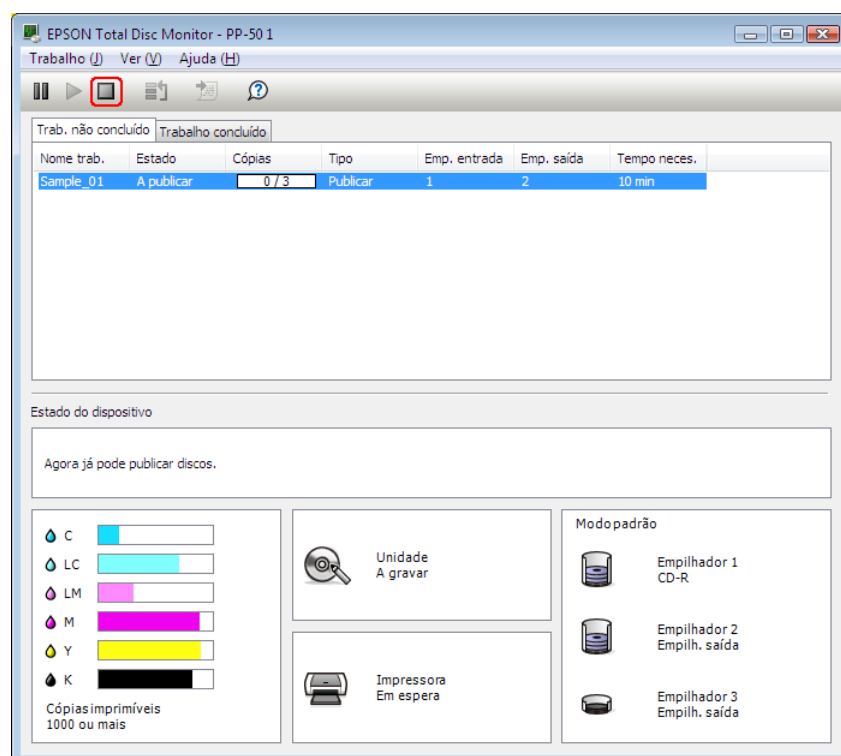 EPSON Total Disc Monitor - PP-50 1
Trabalho (J) Ver (V) Ajuda (H)
Trab. não concluído Trabalho concluído
Nome trab. Estado Cópias Tipo Emp. entrada Emp. saída Tempo neces.
Sample_01 A publicar 0 / 3 Publicar 1 2 10 min
Estado do dispositivo
Agora já pode publicar discos.
C
LC
LM
M
Y
K
Cópias imprimíveis
1000 ou mais
Unidade
A gravar
Impressora
Em espera
Modo padrão
Empilhador 1
CD-R
Empilhador 2
Empilh. saída
Empilhador 3
Empilh. saída